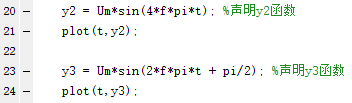 20 — y2 = Um*sin(4*f*pi*t); %声明y2函数
21 — plot(t,y2);
22
23 — y3 = Um*sin(2*f*pi*t + pi/2); %声明y3函数
24 — plot(t,y3);